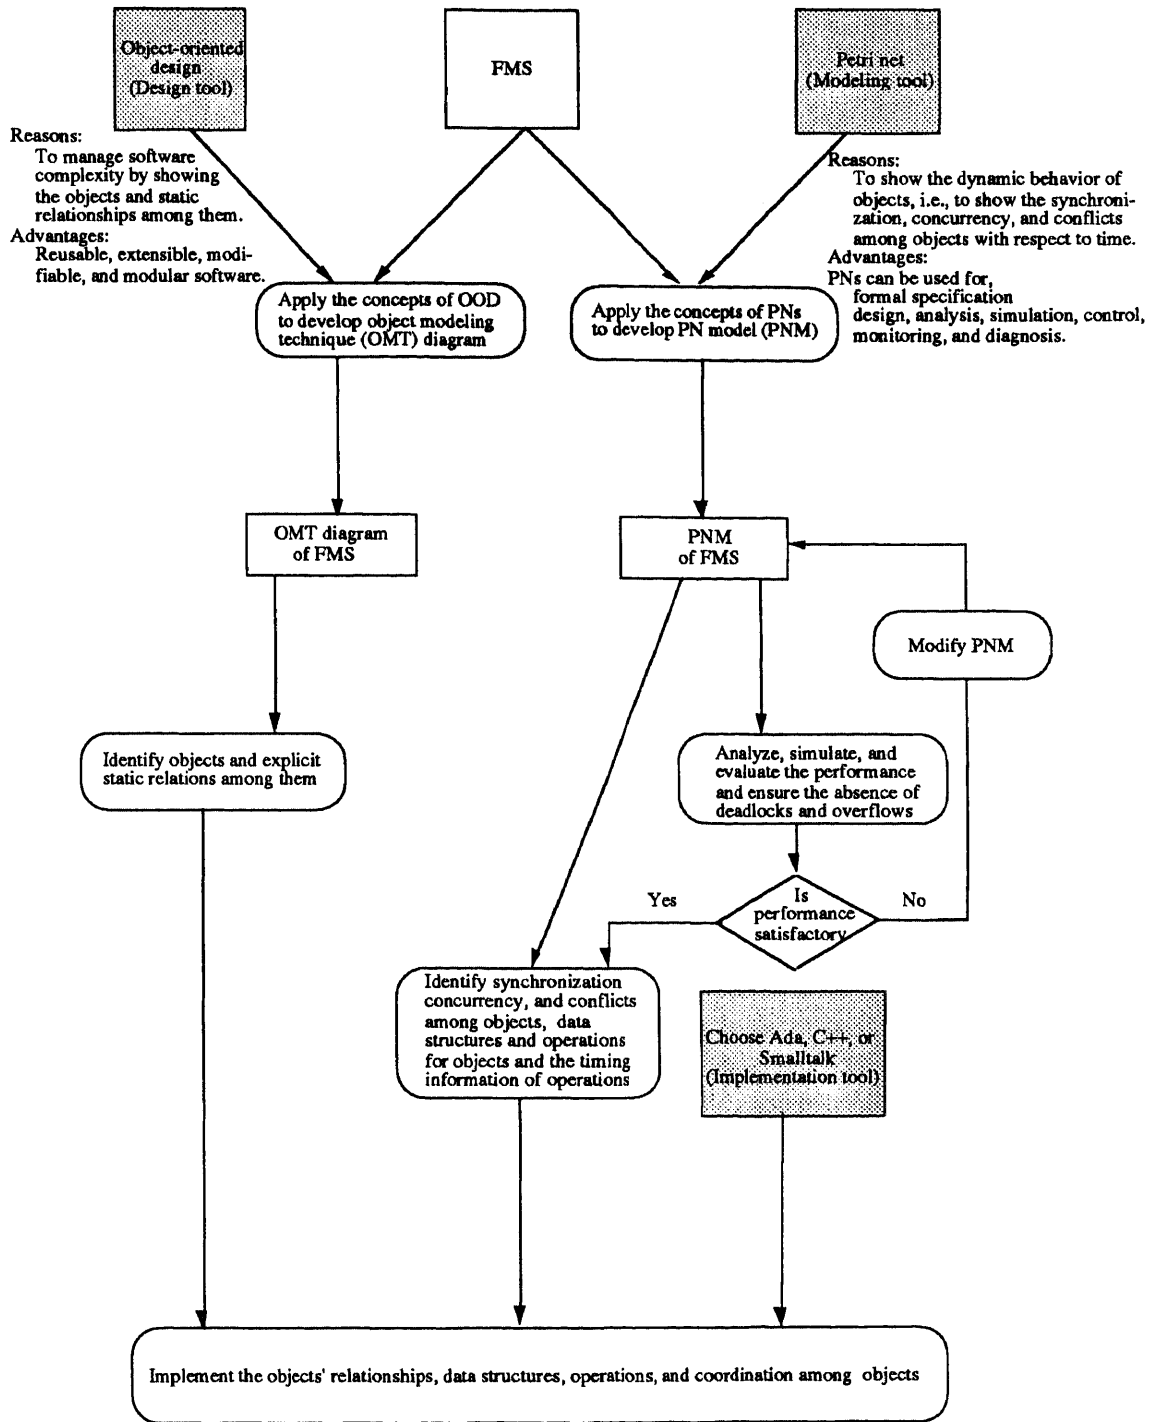 Object-oriented
design
(Design tool)
FMS
Petri net
(Modeling tool)
Reasons:
To manage software
complexity by showing
the objects and static
relationships among them.
Advantages:
Reusable, extensible, modi-
fiable, and modular software.
Reasons:
To show the dynamic behavior of
objects, i.e., to show the synchroni-
zation, concurrency, and conflicts
among objects with respect to time.
Advantages:
PNs can be used for,
formal specification
design, analysis, simulation, control,
monitoring, and diagnosis.
Apply the concepts of OOD
to develop object modeling
technique (OMT) diagram
Apply the concepts of PNs
to develop PN model (PNM)
OMT diagram
of FMS
PNM
of FMS
Modify PNM
Identify objects and explicit
static relations among them
Analyze, simulate, and
evaluate the performance
and ensure the absence of
deadlocks and overflows
Yes
Is
performance
satisfactory
No
Identify synchronization
concurrency, and conflicts
among objects, data
structures and operations
for objects and the timing
information of operations
Choose Ada, C++, or
Smalltalk
(Implementation tool)
Implement the objects' relationships, data structures, operations, and coordination among objects